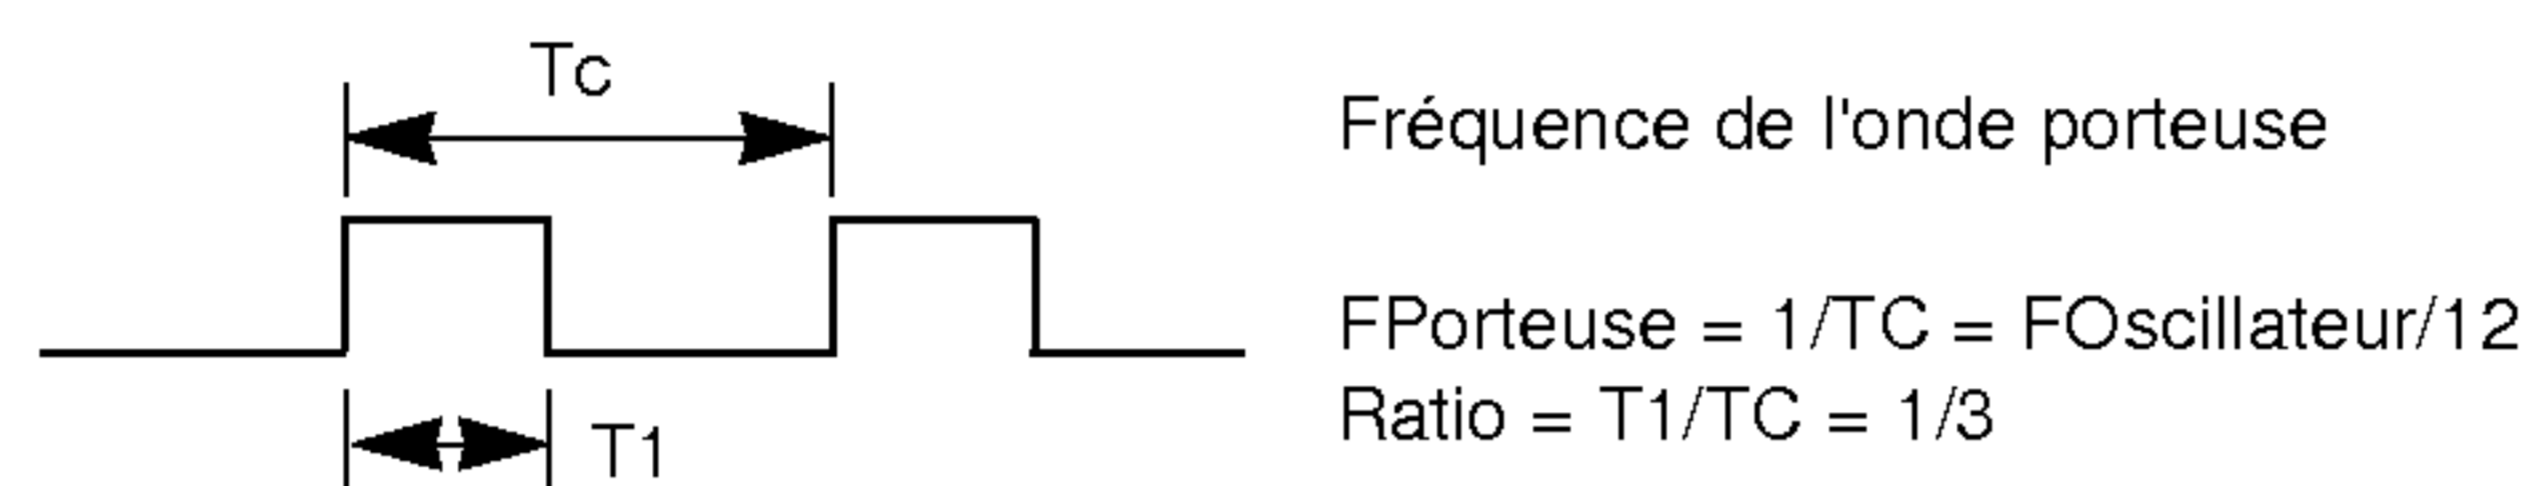 Tc
Fréquence de l'onde porteuse
FPorteuse = 1/TC = FOscillateur/12
Ratio = T1/TC = 1/3
T1